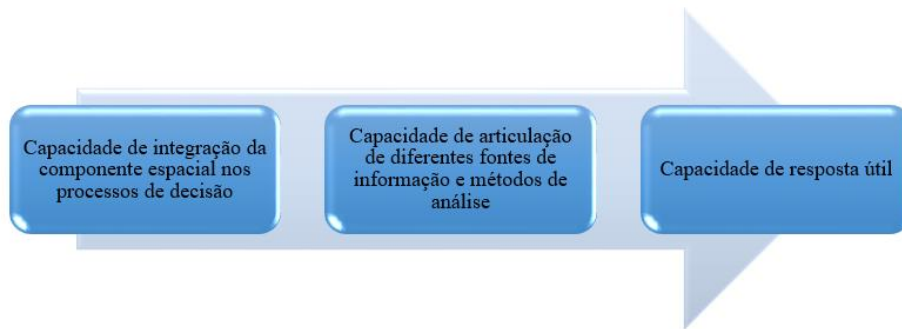 Capacidade de integração da
componente espacial nos
processos de decisão
Capacidade de articulação
de diferentes fontes de
informação e métodos de
análise
Capacidade de resposta útil